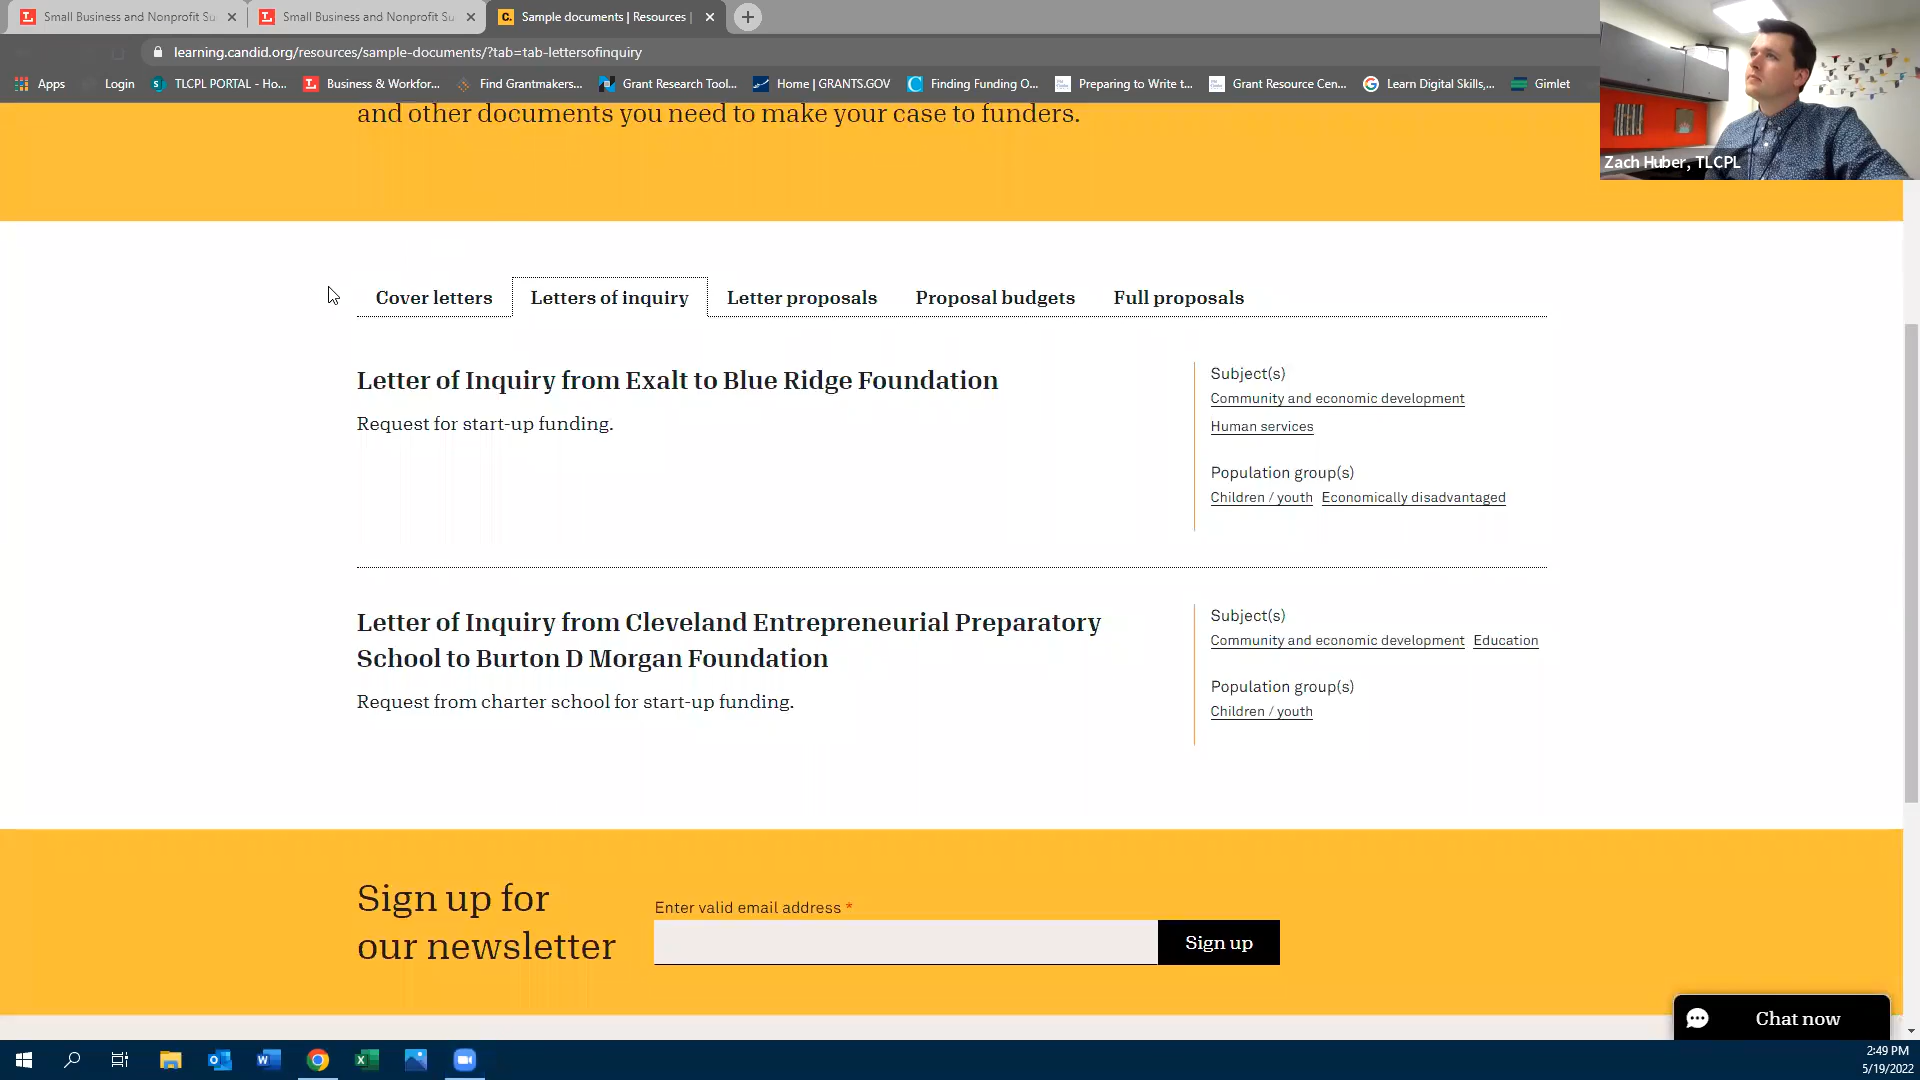 Small Business and Nonprofit Su
Small Business and Nonprofit Su
Sample documents | Resources |
learning.candid.org/resources/sample-documents/?tab=tab-lettersofinquiry
Apps
Login
TLCPL PORTAL - Ho...
Business & Workfor...
Find Grantmakers...
Grant Research Tool...
Home | GRANTS.GOV
Finding Funding O...
Preparing to Write t...
Grant Resource Cen...
Learn Digital Skills,...
Gimlet
Zach Huber, TLCPL
and other documents you need to make your case to funders.
Cover letters
Letters of inquiry
Letter proposals
Proposal budgets
Full proposals
Letter of Inquiry from Exalt to Blue Ridge Foundation
Request for start-up funding.
Subject(s)
Community and economic development
Human services
Population group(s)
Children / youth Economically disadvantaged
Letter of Inquiry from Cleveland Entrepreneurial Preparatory
School to Burton D Morgan Foundation
Request from charter school for start-up funding.
Subject(s)
Community and economic development Education
Population group(s)
Children / youth
Sign up for
our newsletter
Enter valid email address *
Sign up
Chat now
2:49 PM
5/19/2022